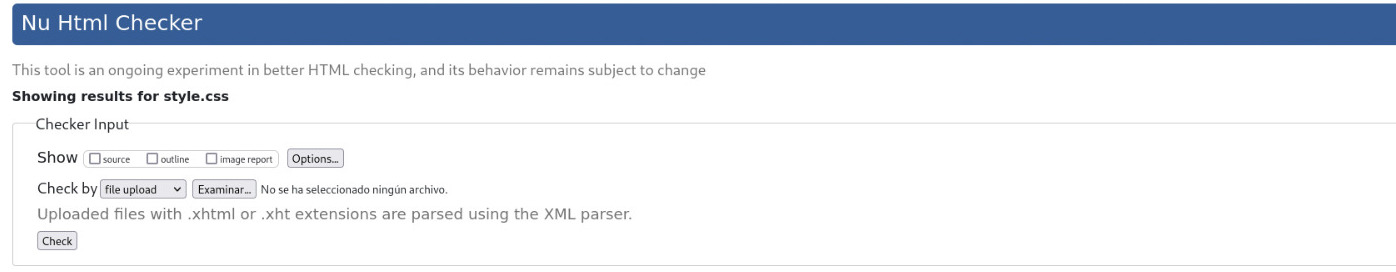 Nu Html Checker
This tool is an ongoing experiment in better HTML checking, and its behavior remains subject to change
Showing results for style.css
Checker Input
Show source outline image report Options...
Check by file upload Examinar... No se ha seleccionado ningún archivo.
Uploaded files with .xhtml or .xht extensions are parsed using the XML parser.
Check